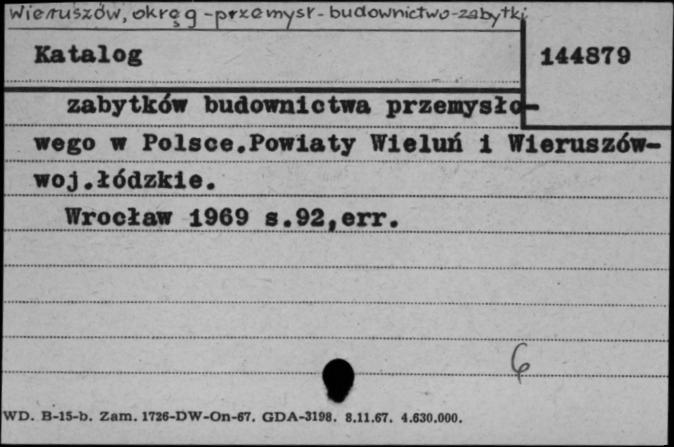 Wieruszów, okręg-przemysł-budownictwo-zabytki
Katalog
144879
zabytków budownictwa przemysło-
wego w Polsce.Powiaty Wieluń i Wieruszów-
woj.łódzkie.
Wrocław 1969 s.92,err.
6
WD. B-15-b. Zam. 1726-DW-On-67. GDA-3198. 8.11.67. 4.630.000.